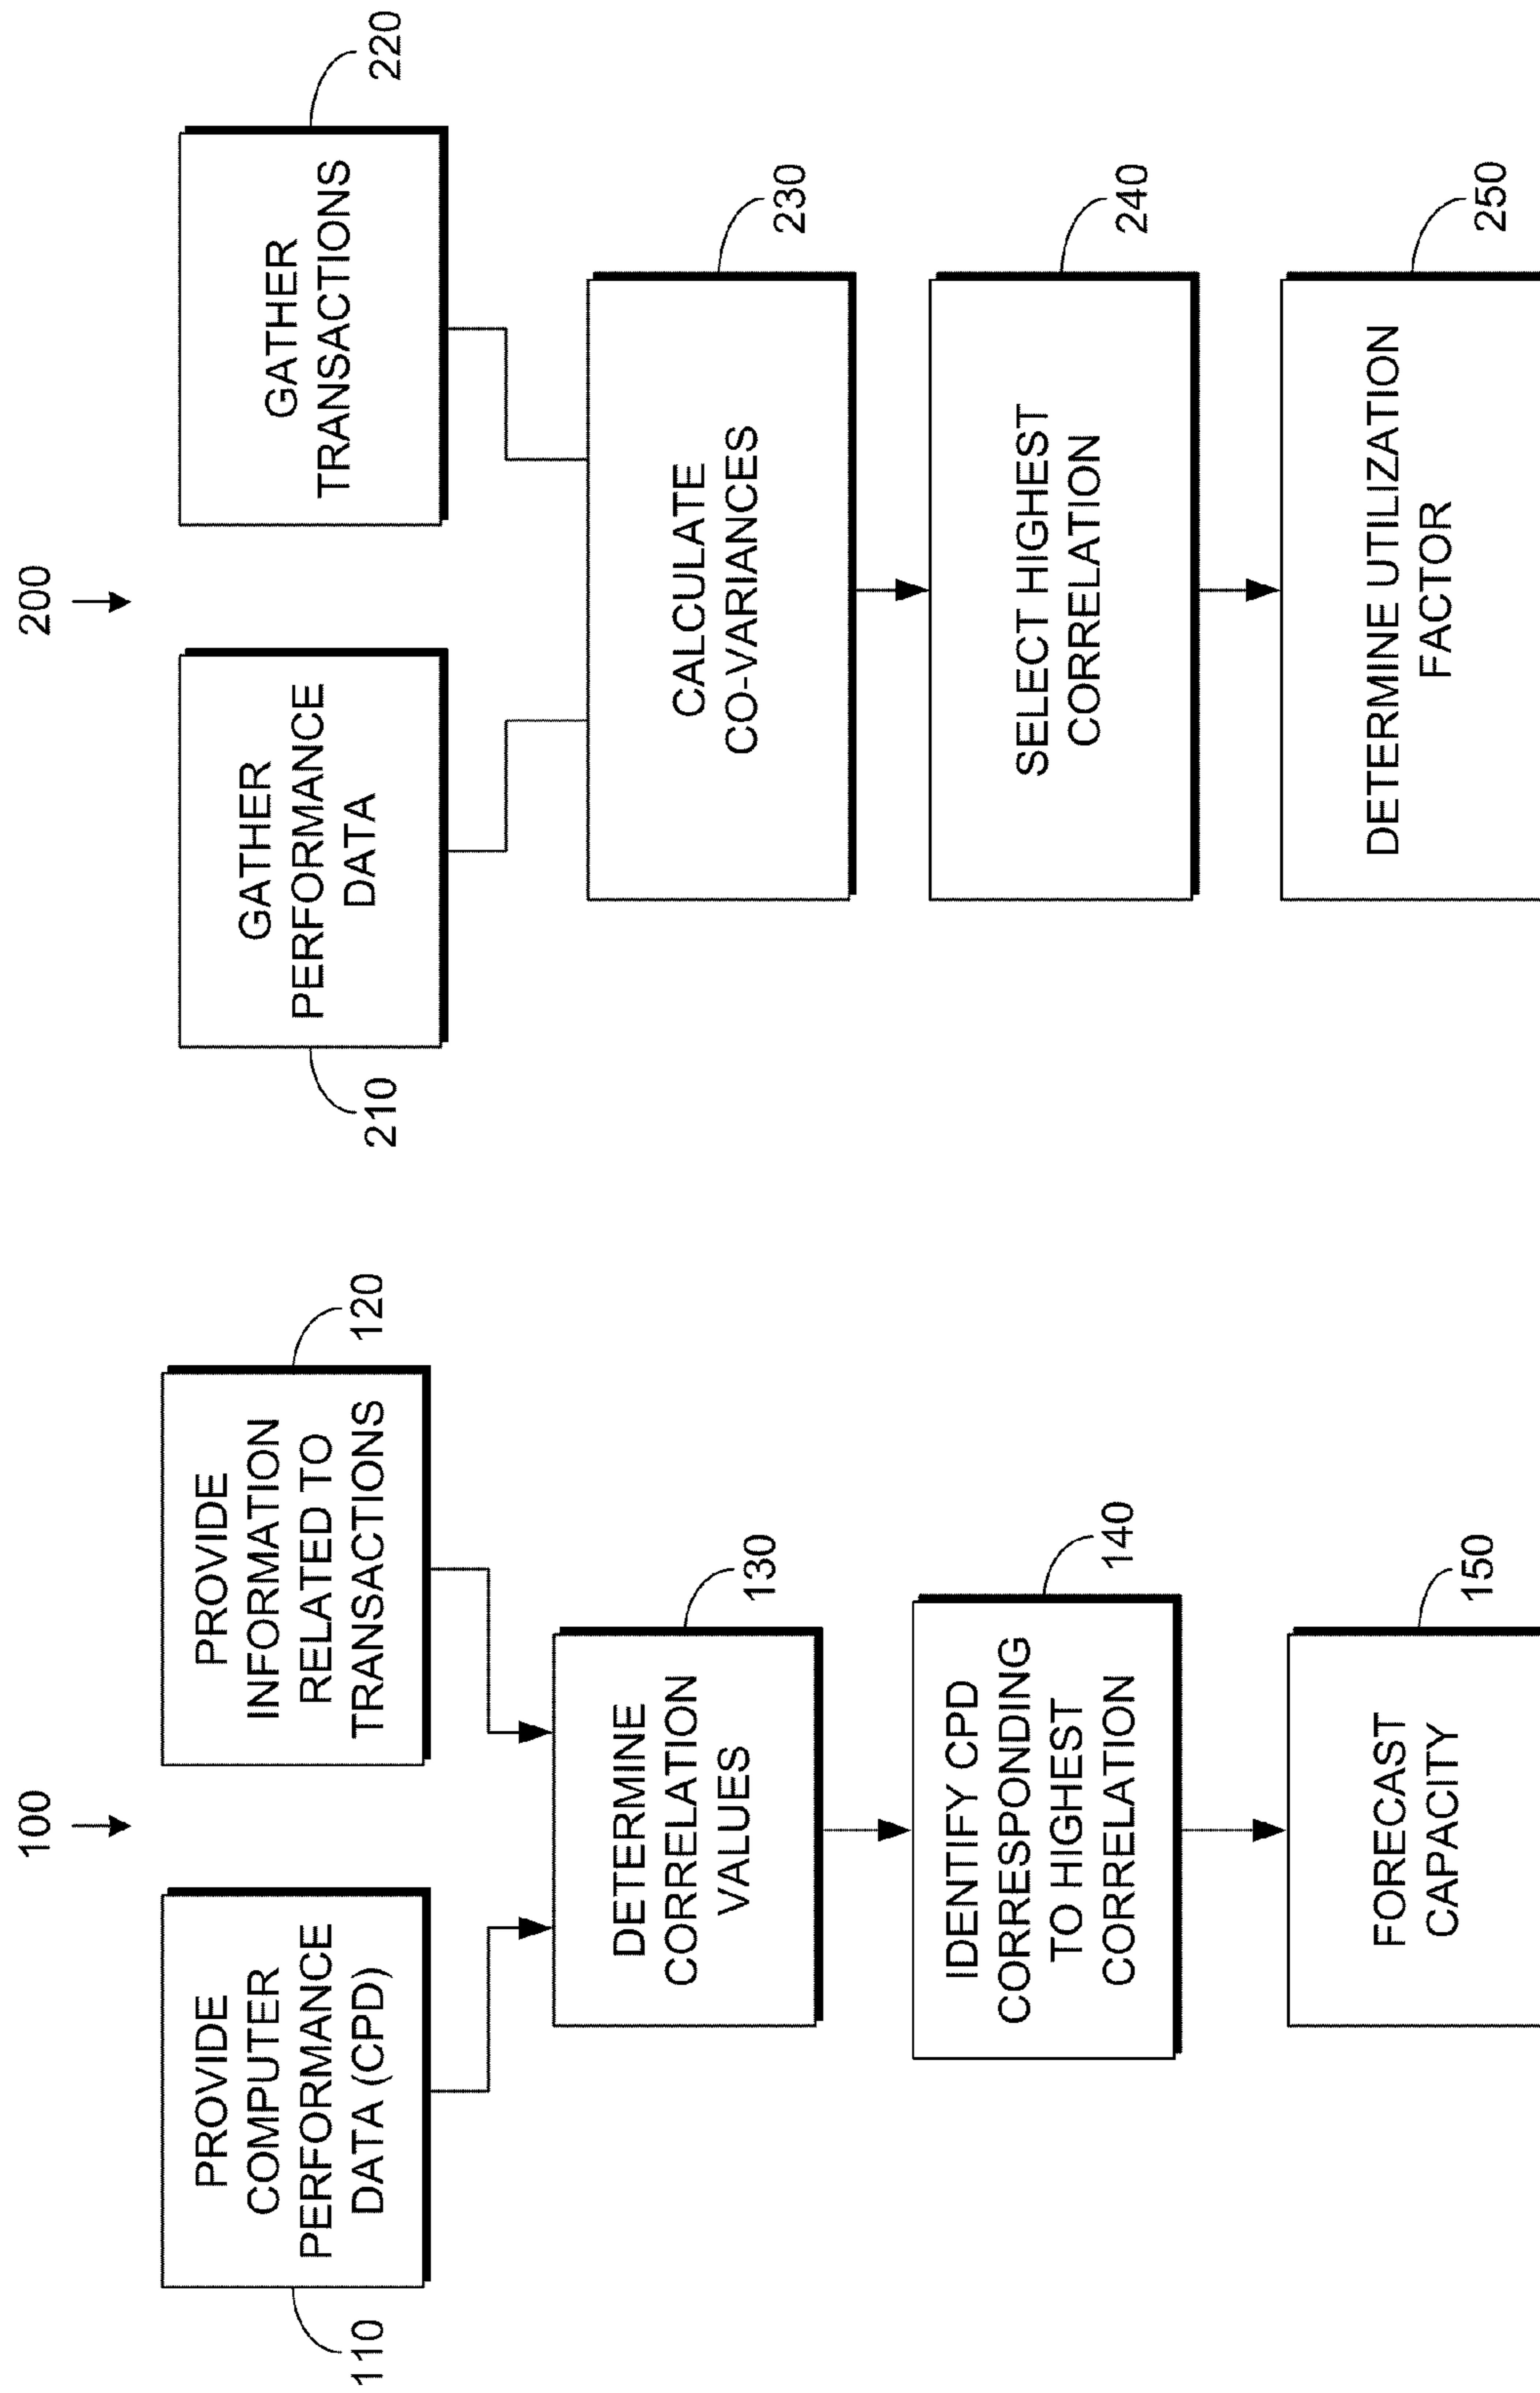 100
PROVIDE
COMPUTER
PERFORMANCE
DATA (CPD)
110
PROVIDE
INFORMATION
RELATED TO
TRANSACTIONS
120
DETERMINE
CORRELATION
VALUES
130
IDENTIFY CPD
CORRESPONDING
TO HIGHEST
CORRELATION
140
FORECAST
CAPACITY
150
200
GATHER
PERFORMANCE
DATA
210
GATHER
TRANSACTIONS
220
CALCULATE
CO-VARIANCES
230
SELECT HIGHEST
CORRELATION
240
DETERMINE UTILIZATION
FACTOR
250